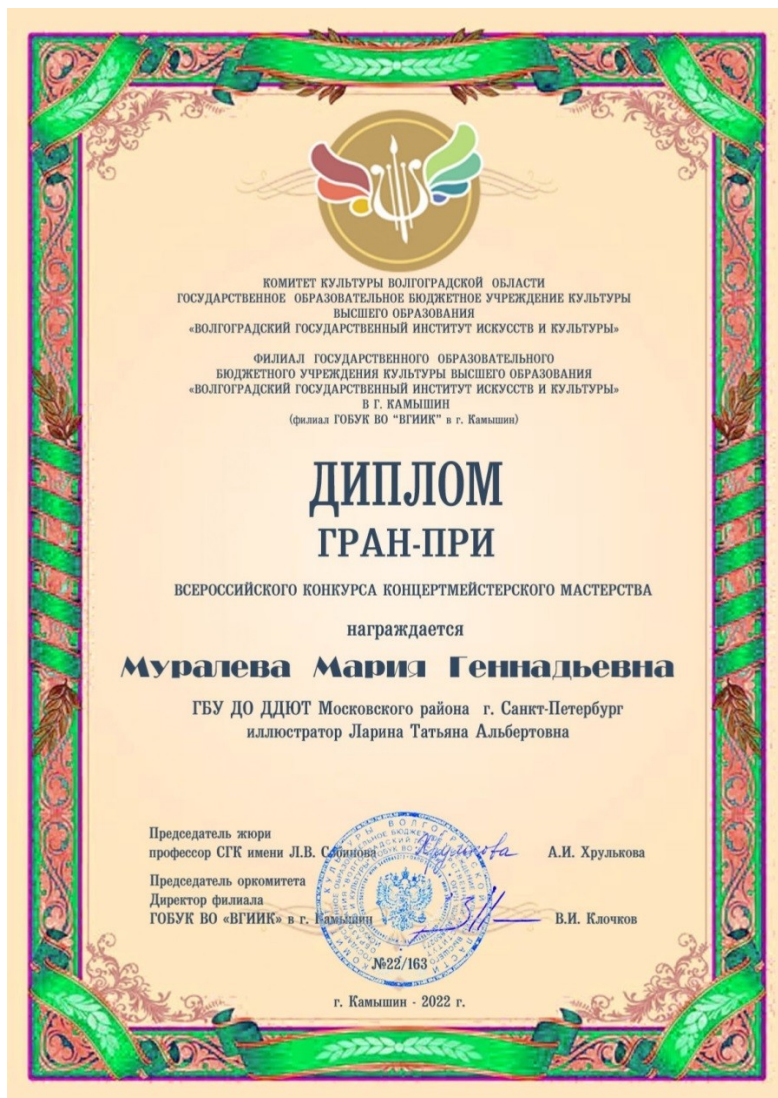 КОМИТЕТ КУЛЬТУРЫ ВОЛГОГРАДСКОЙ ОБЛАСТИ
ГОСУДАРСТВЕННОЕ ОБРАЗОВАТЕЛЬНОЕ БЮДЖЕТНОЕ УЧРЕЖДЕНИЕ КУЛЬТУРЫ
ВЫСШЕГО ОБРАЗОВАНИЯ
«ВОЛГОГРАДСКИЙ ГОСУДАРСТВЕННЫЙ ИНСТИТУТ ИСКУССТВ И КУЛЬТУРЫ»
ФИЛИАЛ ГОСУДАРСТВЕННОГО ОБРАЗОВАТЕЛЬНОГО
БЮДЖЕТНОГО УЧРЕЖДЕНИЯ КУЛЬТУРЫ ВЫСШЕГО ОБРАЗОВАНИЯ
«ВОЛГОГРАДСКИЙ ГОСУДАРСТВЕННЫЙ ИНСТИТУТ ИСКУССТВ И КУЛЬТУРЫ»
В Г. КАМЫШИН
(филиал ГОБУК ВО "ВГИИК" в г. Камышин)
ДИПЛОМ
ГРАН-ПРИ
ВСЕРОССИЙСКОГО КОНКУРСА КОНЦЕРТМЕЙСТЕРСКОГО МАСТЕРСТВА
награждается
Муралева Мария Геннадьевна
ГБУ ДО ДДЮТ Московского района г. Санкт-Петербург
иллюстратор Ларина Татьяна Альбертовна
Председатель жюри
профессор СГК имени Л.В. Собинова Хрулькова А.И. Хрулькова
Председатель оркомитета
Директор филиала
ГОБУК ВО «ВГИИК» в г. Камышин В.И. Клочков
№22/163
г. Камышин - 2022 г.